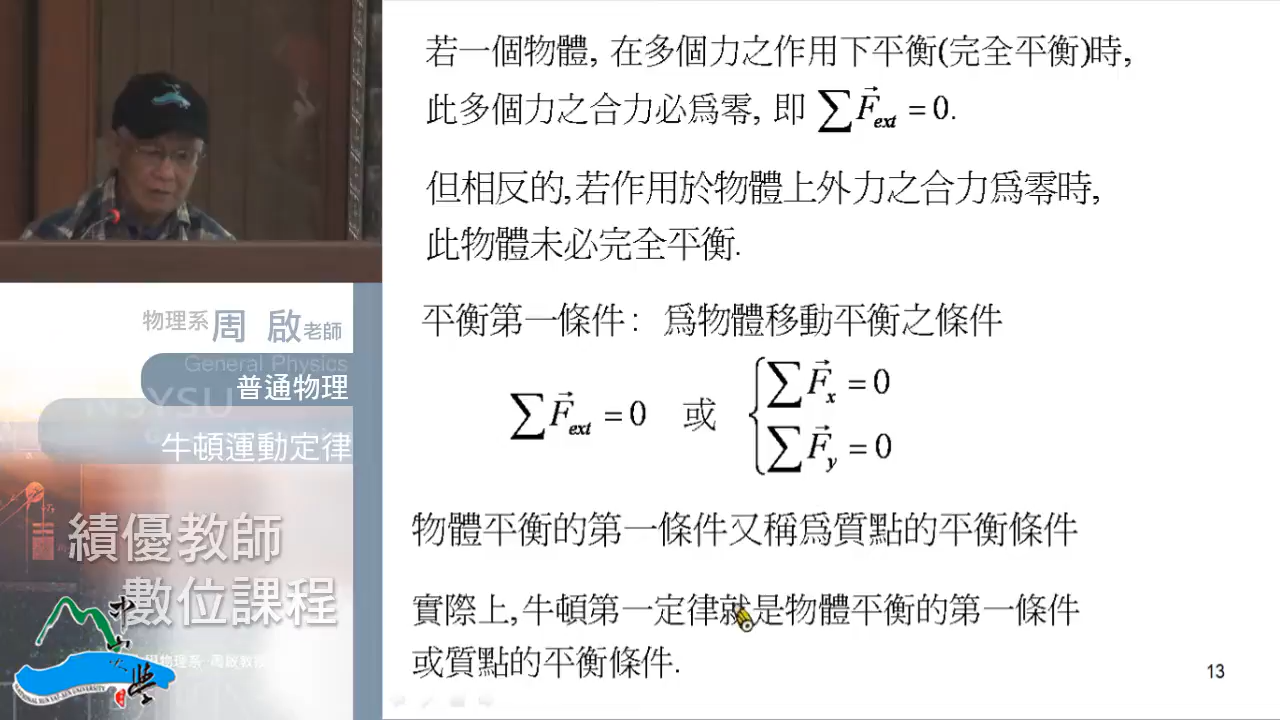 若一個物體, 在多個力之作用下平衡(完全平衡)時,
此多個力之合力必爲零, 即 ∑F⃗ext = 0.
但相反的,若作用於物體上外力之合力爲零時,
此物體未必完全平衡.
平衡第一條件: 爲物體移動平衡之條件
∑F⃗ext = 0 或 { ∑F⃗x = 0
∑F⃗y = 0
物體平衡的第一條件又稱爲質點的平衡條件
實際上,牛頓第一定律就是物體平衡的第一條件
或質點的平衡條件.
13
物理系 周 啟 老師
General Physics
普通物理
牛頓運動定律
績優教師
數位課程